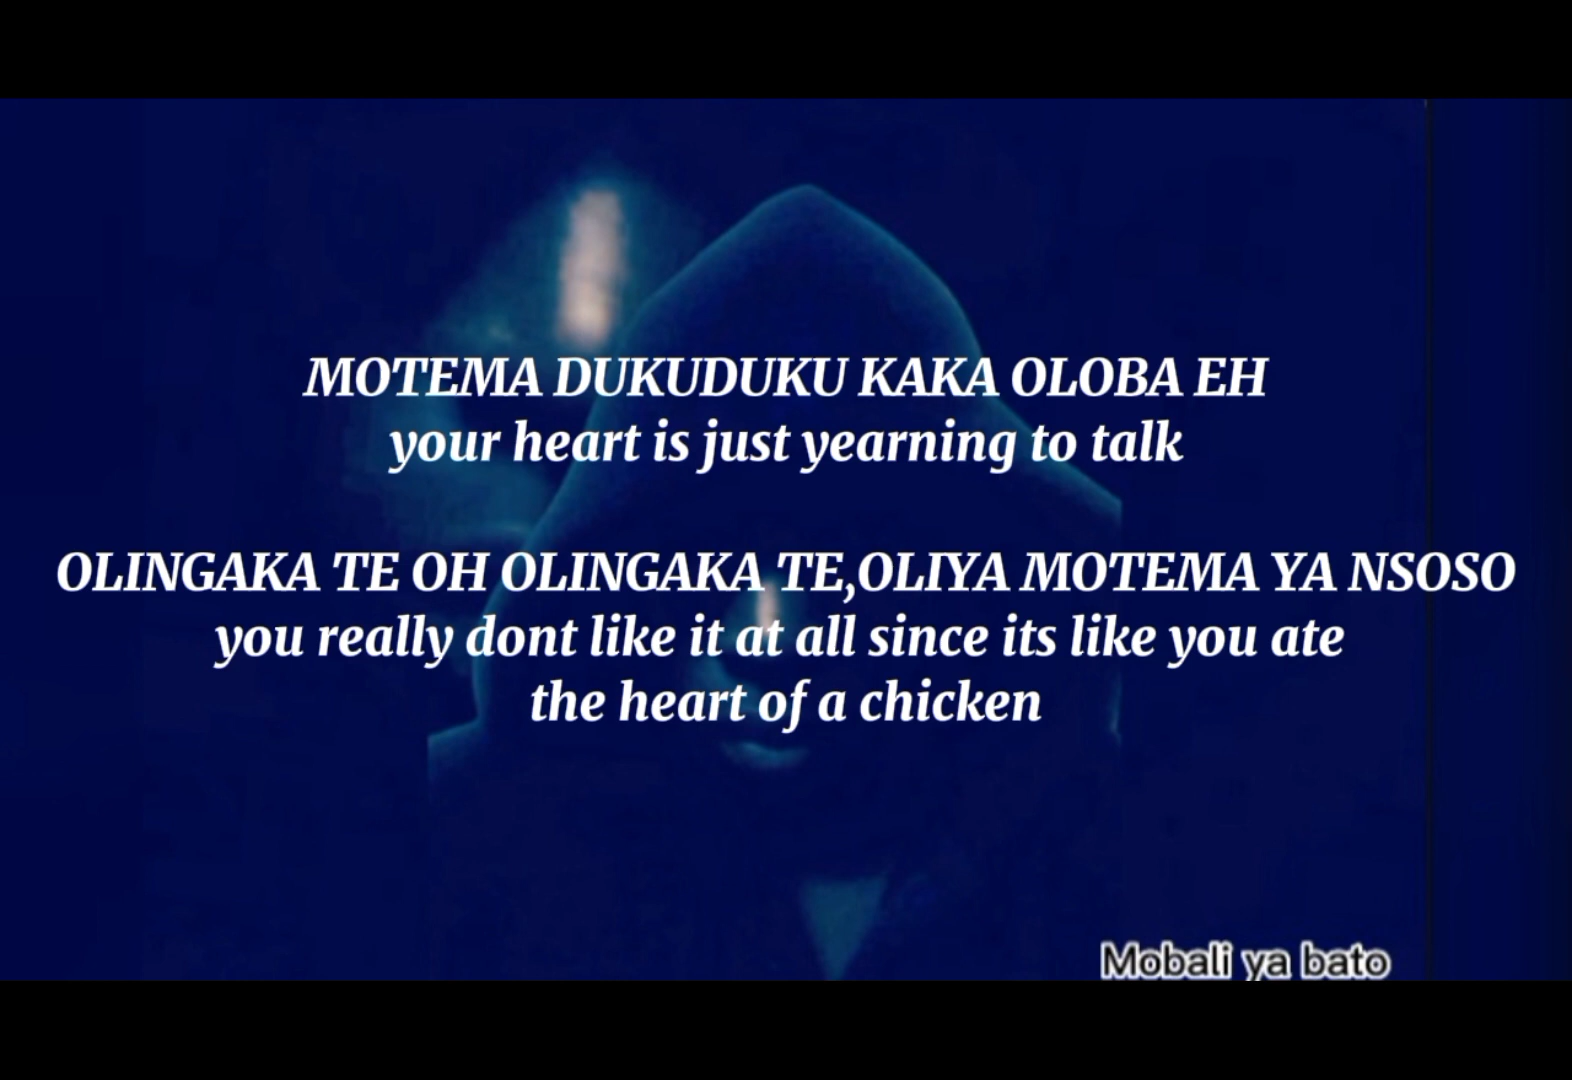 MOTEMA DUKUDUKU KAKA OLOBA EH
your heart is just yearning to talk
OLINGAKA TE OH OLINGAKA TE,OLIYA MOTEMA YA NSOSO
you really dont like it at all since its like you ate
the heart of a chicken
Mobali ya bato